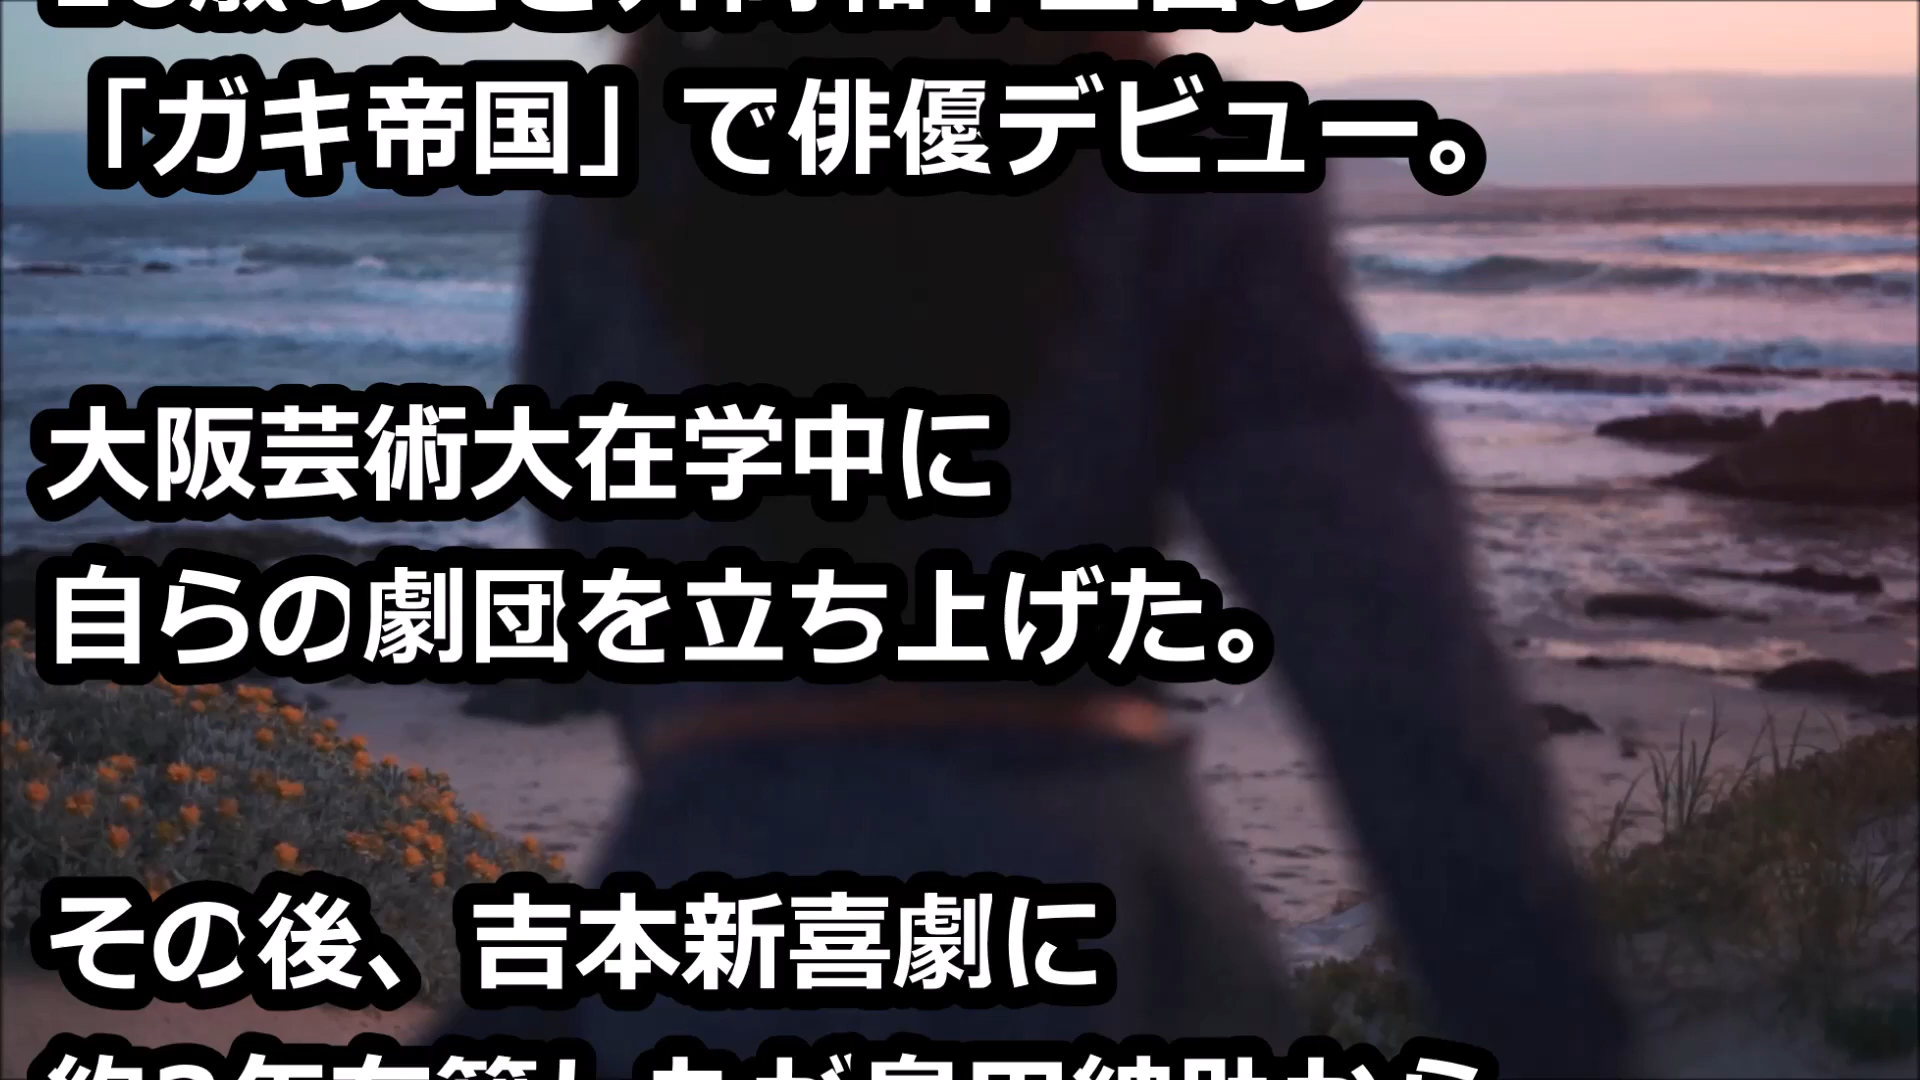 「ガキ帝国」で俳優デビュー。
大阪芸術大在学中に
自らの劇団を立ち上げた。
その後、吉本新喜劇に